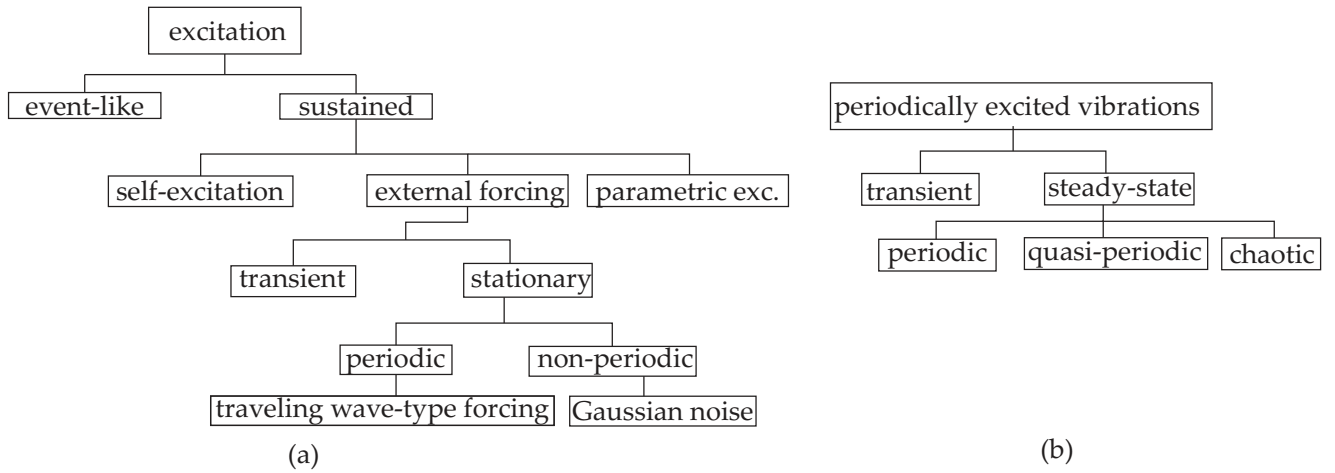 excitation
event-like
sustained
self-excitation
external forcing
parametric exc.
transient
stationary
periodic
non-periodic
traveling wave-type forcing
Gaussian noise
(a)
periodically excited vibrations
transient
steady-state
periodic
quasi-periodic
chaotic
(b)